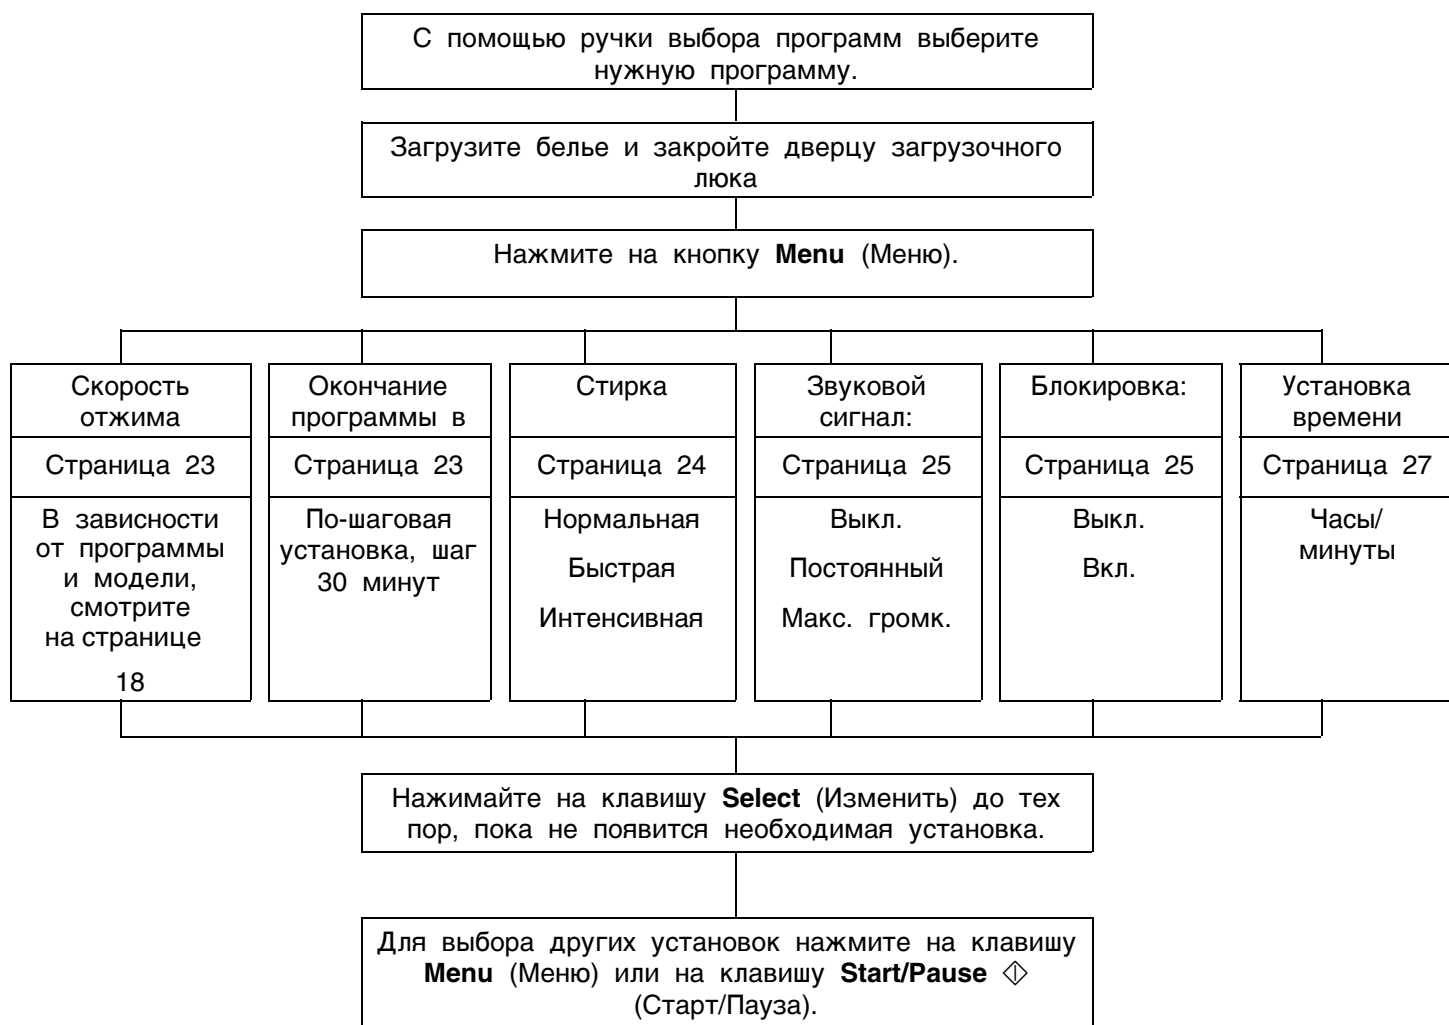 С помощью ручки выбора программ выберите
нужную программу.
Загрузите белье и закройте дверцу загрузочного
люка
Нажмите на кнопку Menu (Меню).
Скорость
отжима
Страница 23
В зависности
от программы
и модели,
смотрите
на странице
18
Окончание
программы в
Страница 23
По-шаговая
установка, шаг
30 минут
Стирка
Страница 24
Нормальная
Быстрая
Интенсивная
Звуковой
сигнал:
Страница 25
Выкл.
Постоянный
Макс. громк.
Блокировка:
Страница 25
Выкл.
Вкл.
Установка
времени
Страница 27
Часы/
минуты
Нажимайте на клавишу Select (Изменить) до тех
пор, пока не появится необходимая установка.
Для выбора других установок нажмите на клавишу
Menu (Меню) или на клавишу Start/Pause
(Старт/Пауза).